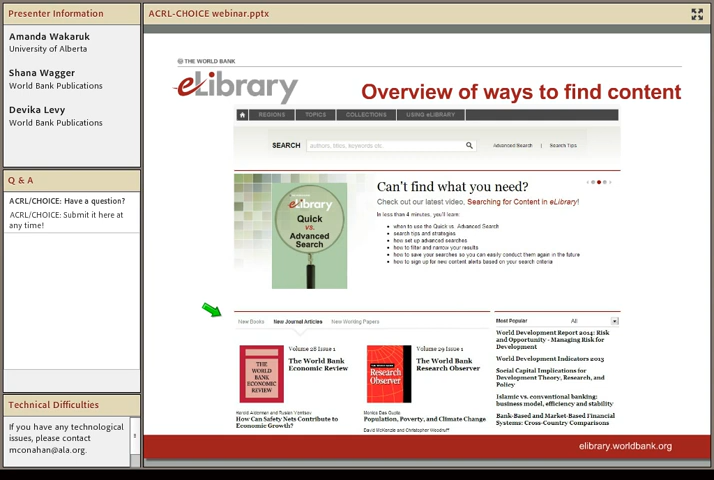 Presenter Information
Amanda Wakaruk
University of Alberta
Shana Wagger
World Bank Publications
Devika Levy
World Bank Publications
Q & A
ACRL/CHOICE: Have a question?
ACRL/CHOICE: Submit it here at
any time!
Technical Difficulties
If you have any technological
issues, please contact
mconahan@ala.org.
ACRL-CHOICE webinar.pptx
THE WORLD BANK
eLibrary
Overview of ways to find content
REGIONS TOPICS COLLECTIONS USING eLIBRARY
SEARCH authors, titles, keywords etc. Advanced Search | Search Tips
eLibrary
Quick
vs.
Advanced
Search
Can't find what you need?
Check out our latest video, Searching for Content in eLibrary!
In less than 4 minutes, you'll learn:
when to use the Quick vs. Advanced Search
search tips and strategies
how set up advanced searches
how to filter and narrow your results
how to save your searches so you can easily conduct them again in the future
how to sign up for new content alerts based on your search criteria
New Books New Journal Articles New Working Papers
THE WORLD BANK ECONOMIC REVIEW
Volume 28 Issue 1
The World Bank
Economic Review
Research Observer
Volume 29 Issue 1
The World Bank
Research Observer
How Can Safety Nets Contribute to
Economic Growth?
Monica Das Gupta
Population, Poverty, and Climate Change
David McKenzie and Christopher Woodruff
Most Popular All
World Development Report 2014: Risk
and Opportunity - Managing Risk for
Development
World Development Indicators 2013
Social Capital Implications for
Development Theory, Research, and
Policy
Islamic vs. conventional banking:
business model, efficiency and stability
Bank-Based and Market-Based Financial
Systems: Cross-Country Comparisons
elibrary.worldbank.org